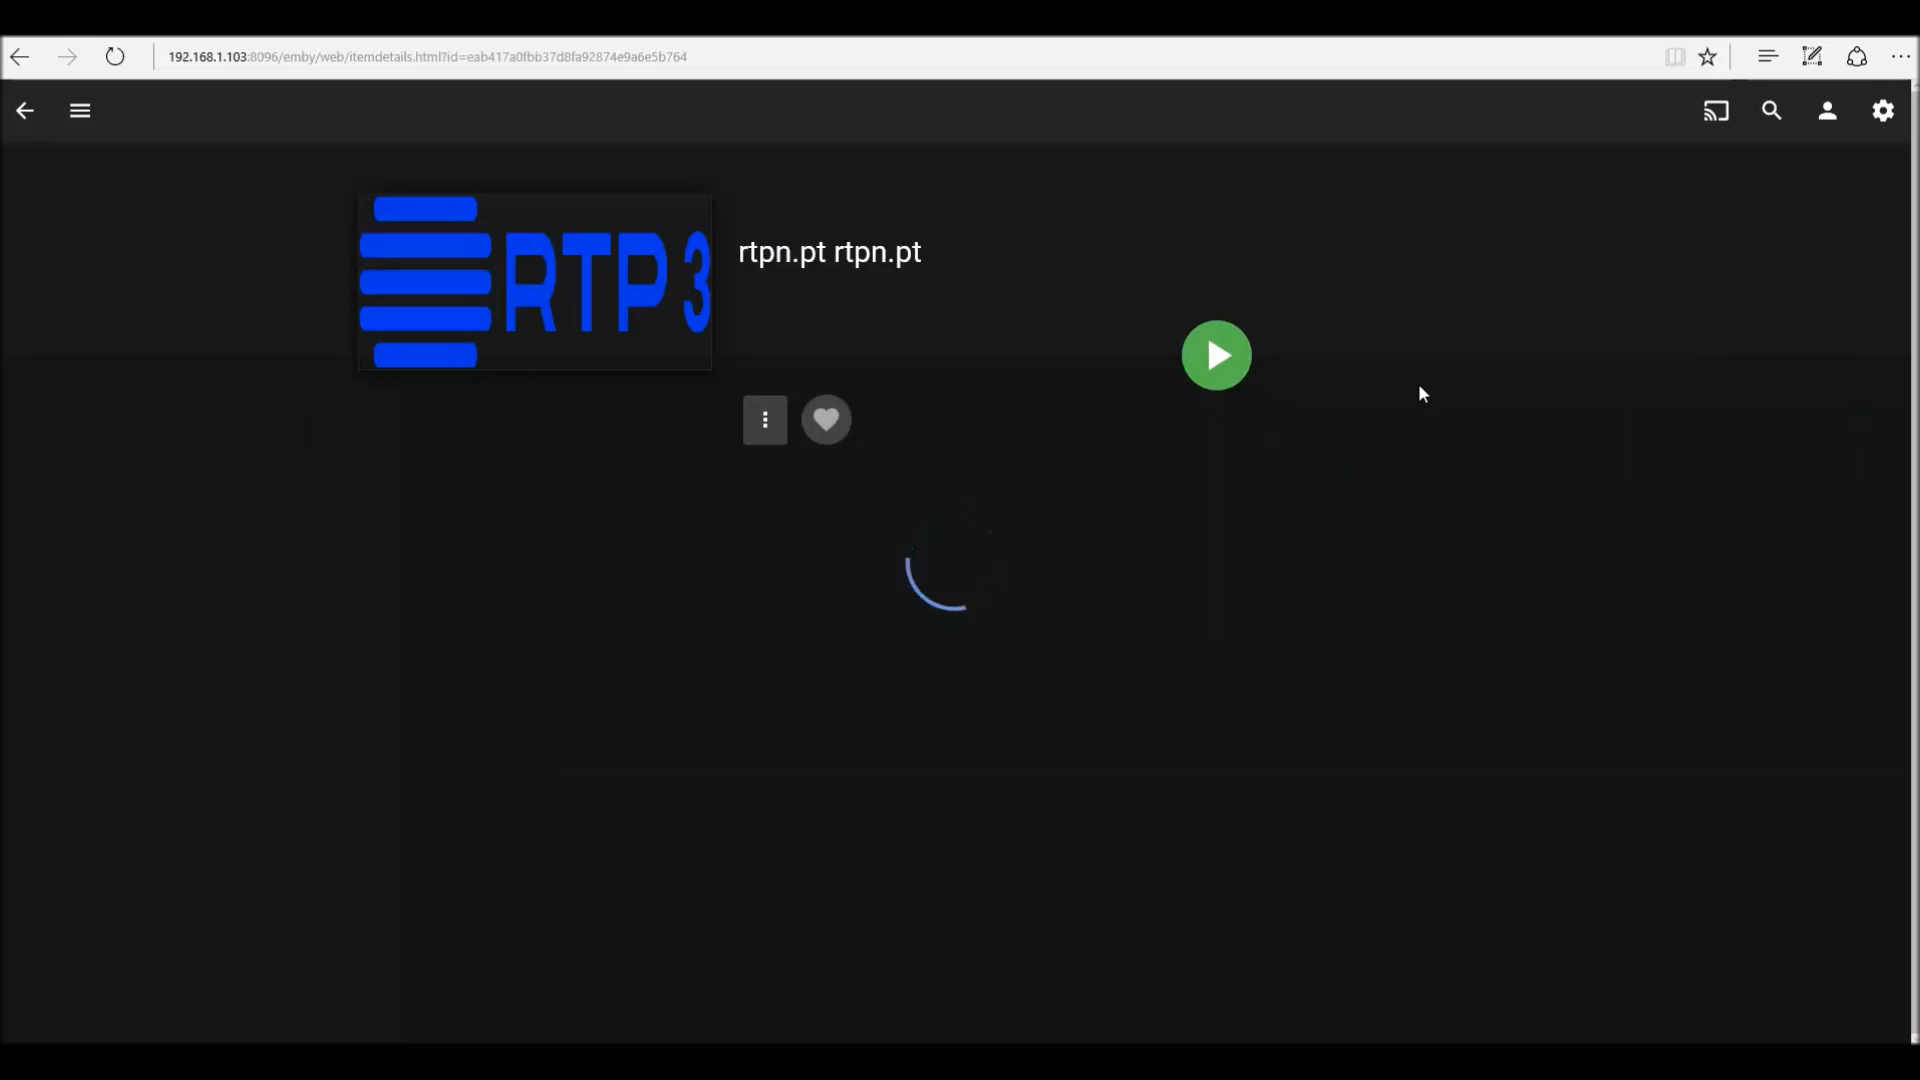 192.168.1.103:8096/emby/web/itemdetails.html?id=eab417a0fbb37d8fa92874e9a6e5b764
RTP 3
rtpn.pt rtpn.pt